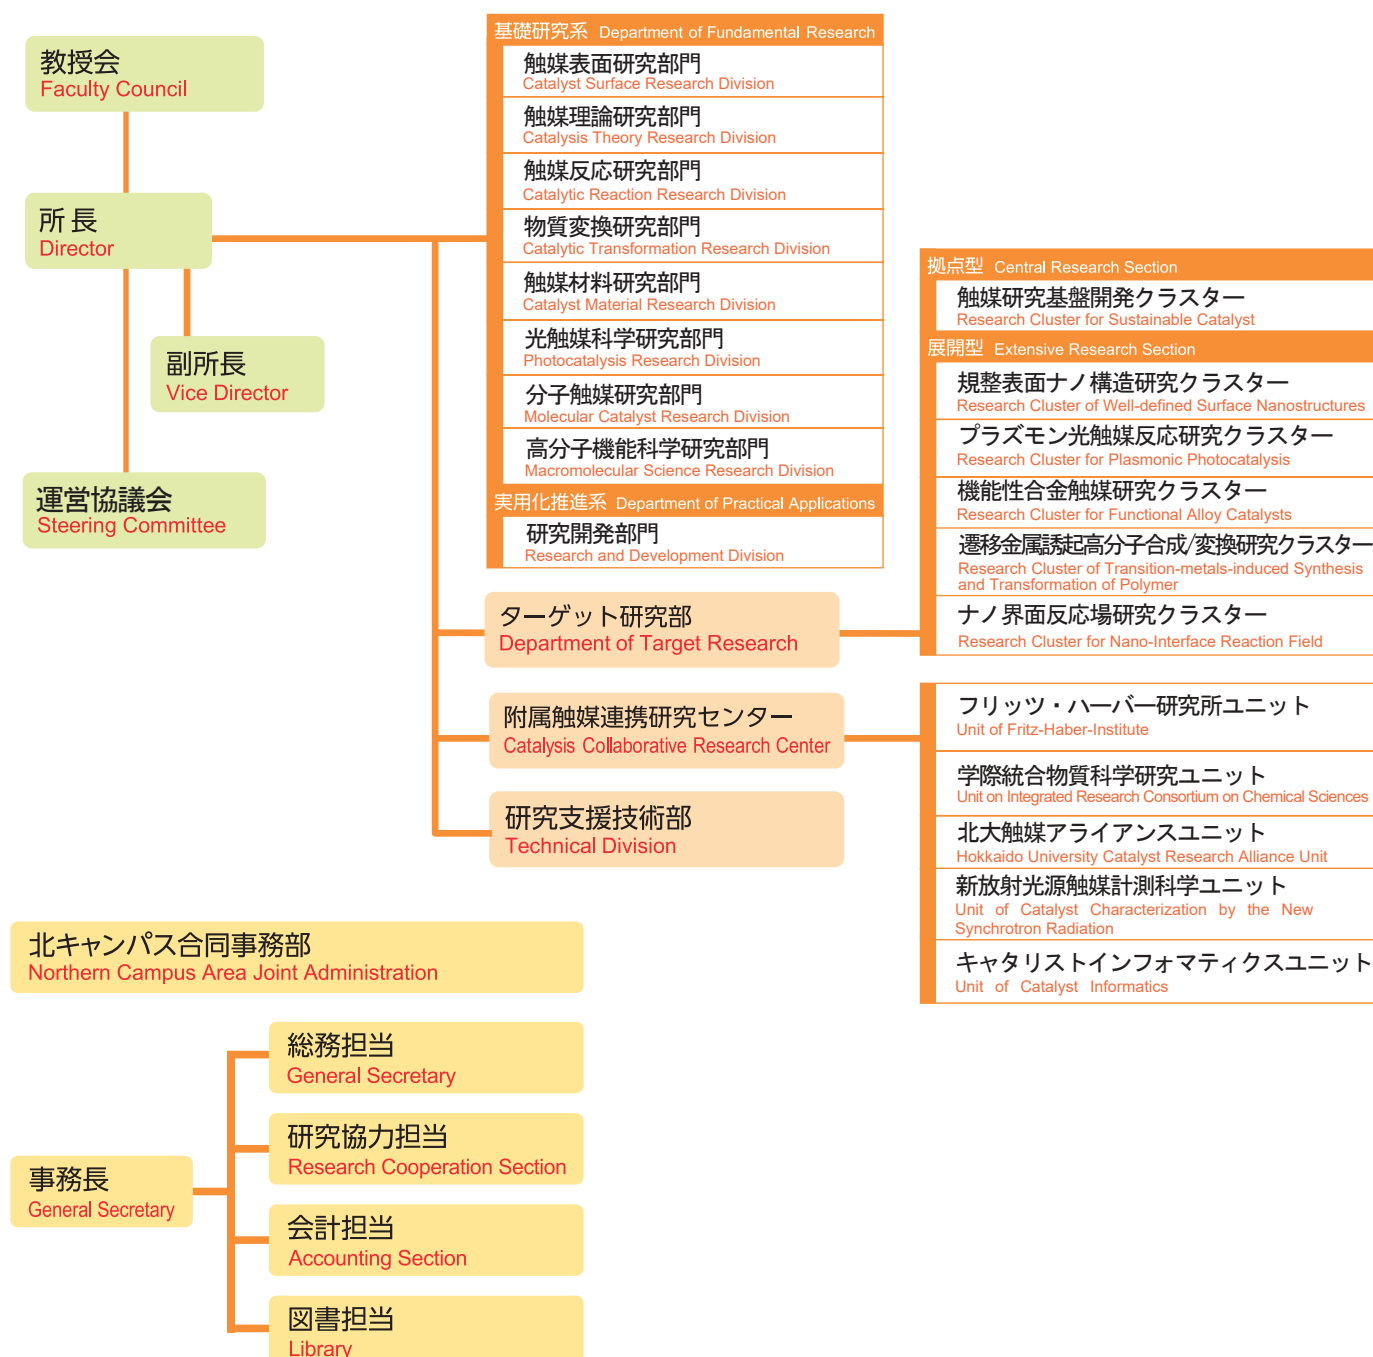 教授会
Faculty Council
所 長
Director
副所長
Vice Director
運営協議会
Steering Committee
基礎研究系 Department of Fundamental Research
触媒表面研究部門
Catalyst Surface Research Division
触媒理論研究部門
Catalysis Theory Research Division
触媒反応研究部門
Catalytic Reaction Research Division
物質変換研究部門
Catalytic Transformation Research Division
触媒材料研究部門
Catalyst Material Research Division
光触媒科学研究部門
Photocatalysis Research Division
分子触媒研究部門
Molecular Catalyst Research Division
高分子機能科学研究部門
Macromolecular Science Research Division
実用化推進系 Department of Practical Applications
研究開発部門
Research and Development Division
ターゲット研究部
Department of Target Research
拠点型 Central Research Section
触媒研究基盤開発クラスター
Research Cluster for Sustainable Catalyst
展開型 Extensive Research Section
規整表面ナノ構造研究クラスター
Research Cluster of Well-defined Surface Nanostructures
プラズモン光触媒反応研究クラスター
Research Cluster for Plasmonic Photocatalysis
機能性合金触媒研究クラスター
Research Cluster for Functional Alloy Catalysts
遷移金属誘起高分子合成/変換研究クラスター
Research Cluster of Transition-metals-induced Synthesis
and Transformation of Polymer
ナノ界面反応場研究クラスター
Research Cluster for Nano-Interface Reaction Field
附属触媒連携研究センター
Catalysis Collaborative Research Center
フリッツ・ハーバー研究所ユニット
Unit of Fritz-Haber-Institute
学際統合物質科学研究ユニット
Unit on Integrated Research Consortium on Chemical Sciences
北大触媒アライアンスユニット
Hokkaido University Catalyst Research Alliance Unit
新放射光源触媒計測科学ユニット
Unit of Catalyst Characterization by the New
Synchrotron Radiation
キャタリストインフォマティクスユニット
Unit of Catalyst Informatics
研究支援技術部
Technical Division
北キャンパス合同事務部
Northern Campus Area Joint Administration
事務長
General Secretary
総務担当
General Secretary
研究協力担当
Research Cooperation Section
会計担当
Accounting Section
図書担当
Library